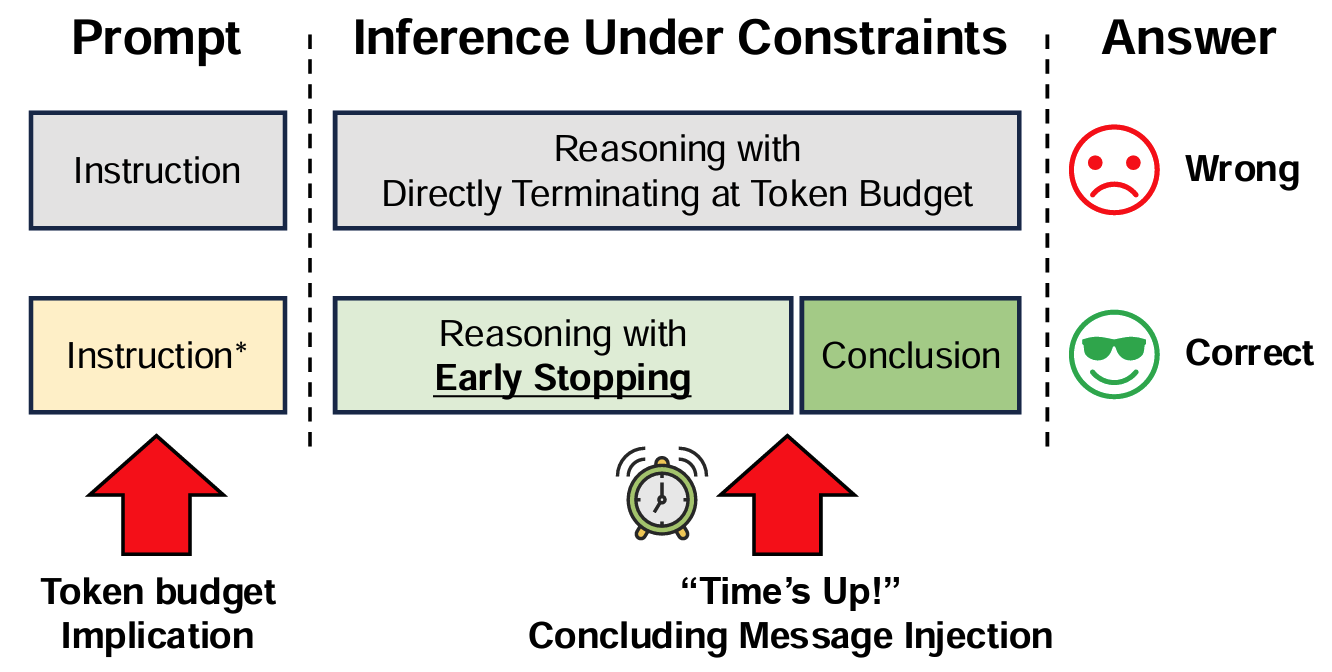 Prompt
Inference Under Constraints
Answer
Instruction
Reasoning with
Directly Terminating at Token Budget
Wrong
Instruction*
Reasoning with
Early Stopping
Conclusion
Correct
Token budget
Implication
“Time’s Up!”
Concluding Message Injection